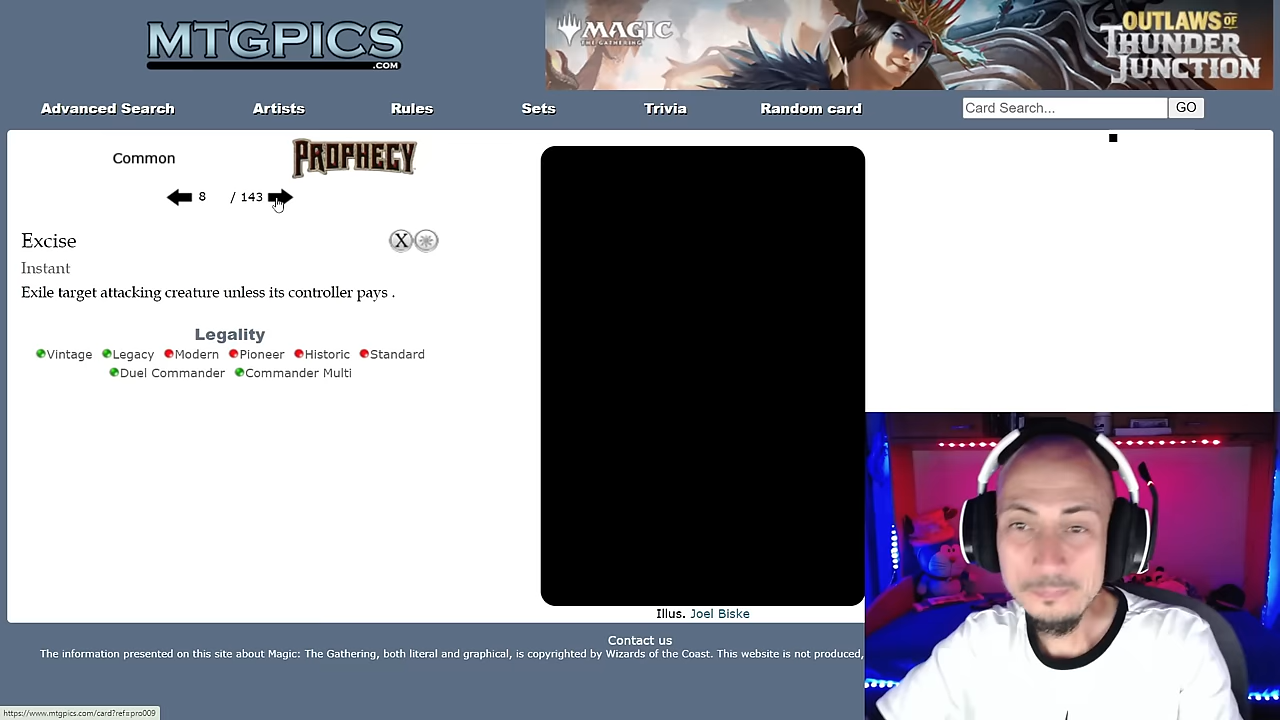 MTGPICS
.COM
MAGIC
THE GATHERING
OUTLAWS OF
THUNDER
JUNCTION
Advanced Search Artists Rules Sets Trivia Random card Card Search... GO
Common PROPHECY
8 / 143
Excise X
Instant
Exile target attacking creature unless its controller pays .
Legality
Vintage Legacy Modern Pioneer Historic Standard
Duel Commander Commander Multi
Illus. Joel Biske
Contact us
The information presented on this site about Magic: The Gathering, both literal and graphical, is copyrighted by Wizards of the Coast. This website is not produced,
https://www.mtgpics.com/card?ref=pro009